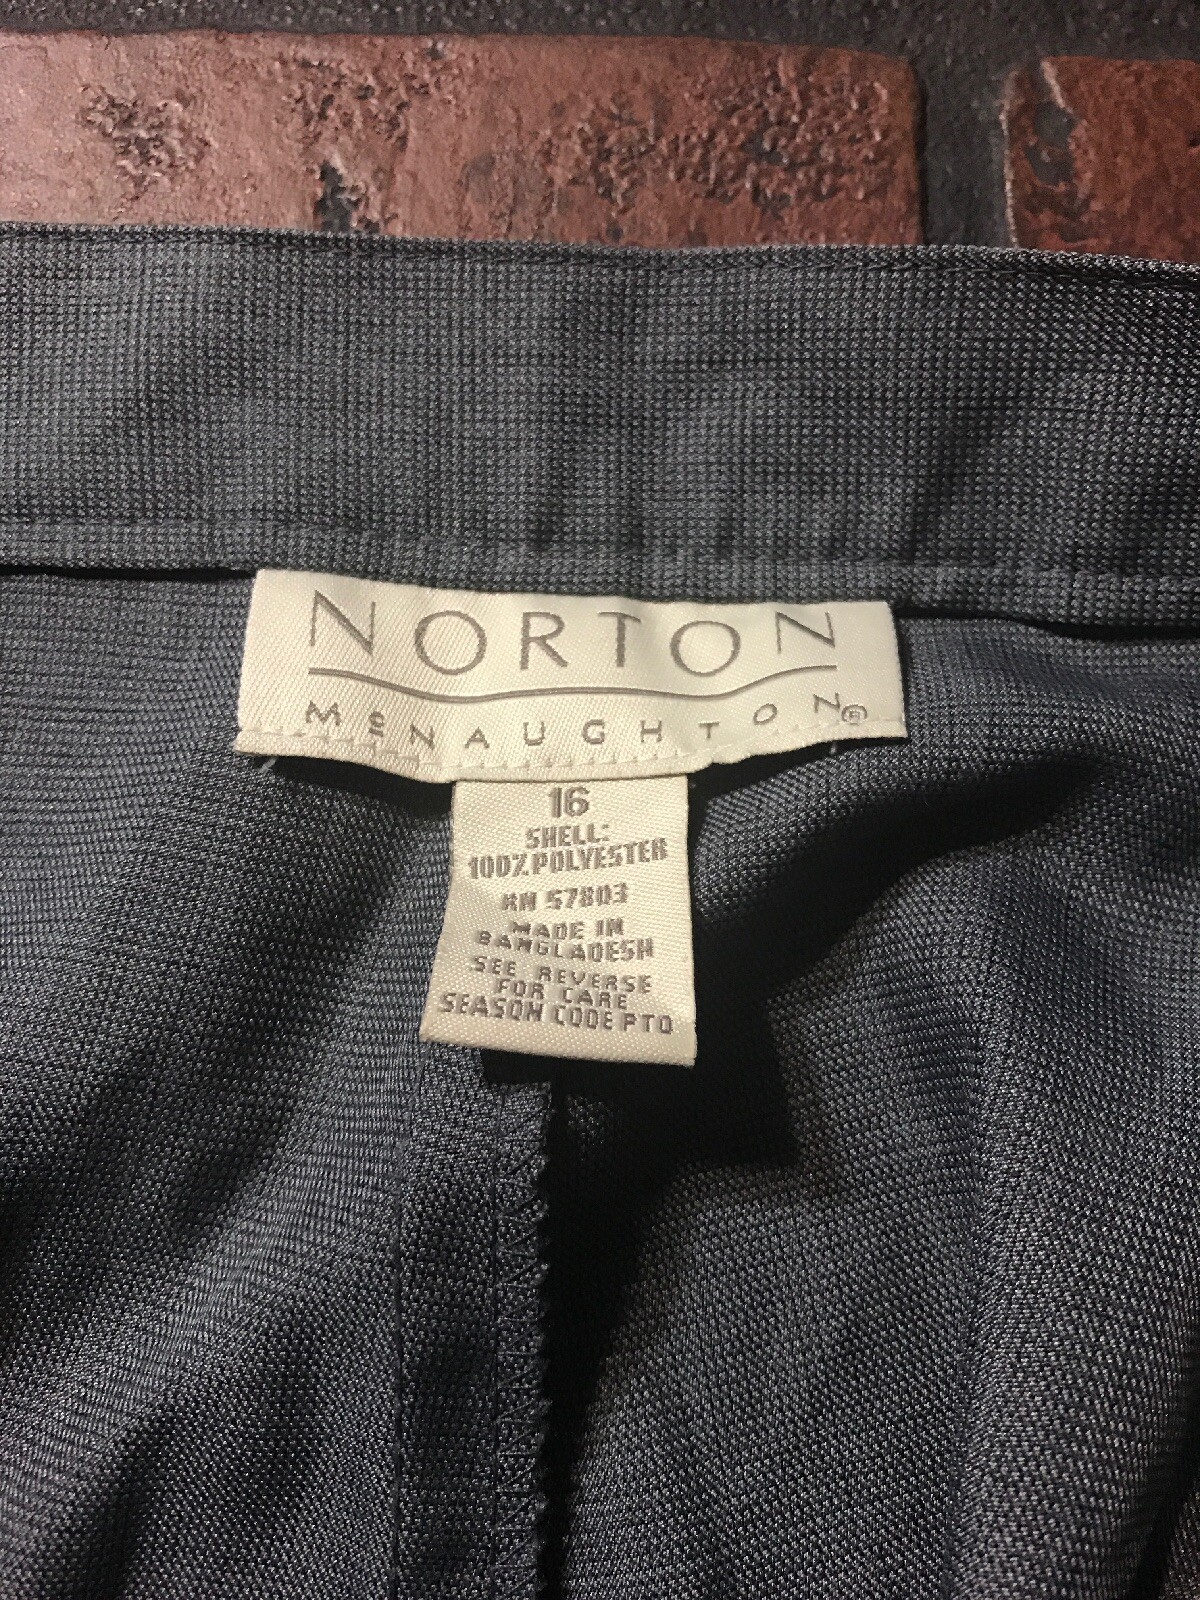 NORTON
McNAUGHTON®
16
SHELL:
100% POLYESTER
RN 57803
MADE IN
BANGLADESH
SEE REVERSE
FOR CARE
SEASON CODE PTO